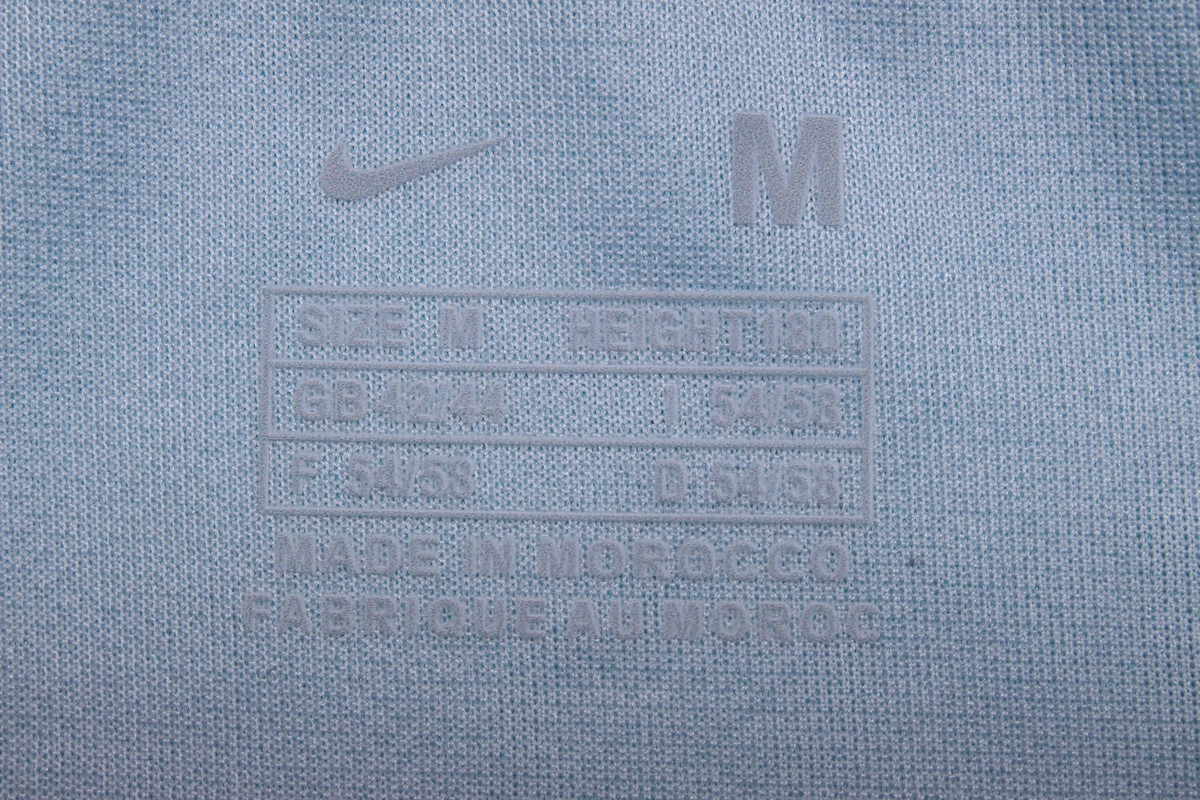 M
SIZE M HEIGHT 180
GB 42/44 I 54/58
F 54/58 D 54/58
MADE IN MOROCCO
FABRIQUE AU MOROC